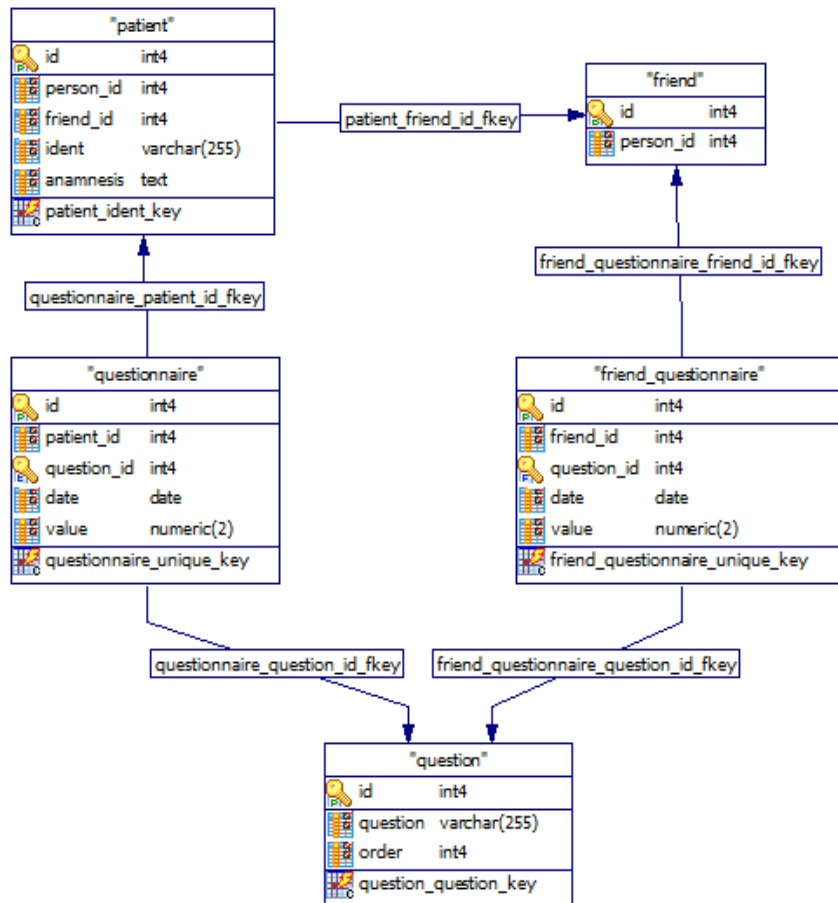 "patient"
id int4
person_id int4
friend_id int4
ident varchar(255)
anamnesis text
patient_ident_key
patient_friend_id_fkey
"friend"
id int4
person_id int4
questionnaire_patient_id_fkey
friend_questionnaire_friend_id_fkey
"questionnaire"
id int4
patient_id int4
question_id int4
date date
value numeric(2)
questionnaire_unique_key
"friend_questionnaire"
id int4
friend_id int4
question_id int4
date date
value numeric(2)
friend_questionnaire_unique_key
questionnaire_question_id_fkey
friend_questionnaire_question_id_fkey
"question"
id int4
question varchar(255)
order int4
question_question_key